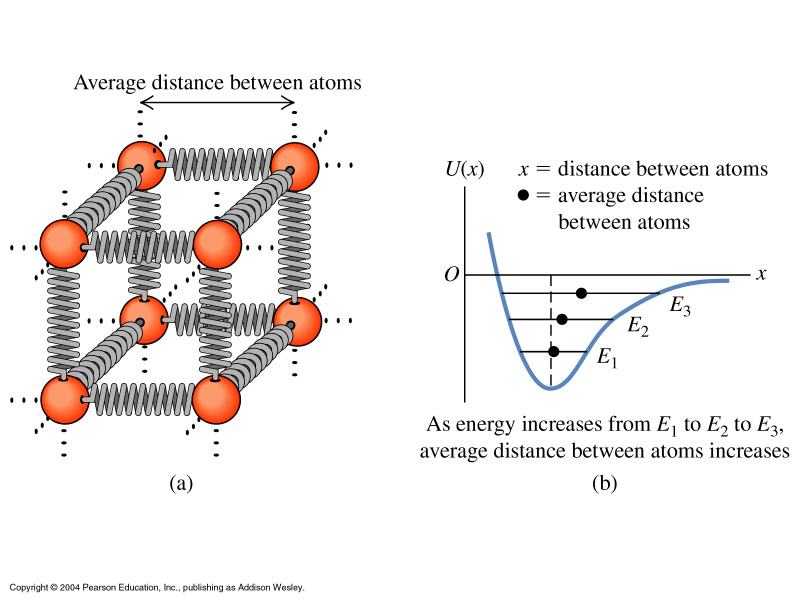 Average distance between atoms
U(x) x = distance between atoms
● = average distance
between atoms
O x
E3
E2
E1
As energy increases from E1 to E2 to E3,
average distance between atoms increases
(a) (b)
Copyright © 2004 Pearson Education, Inc., publishing as Addison Wesley.